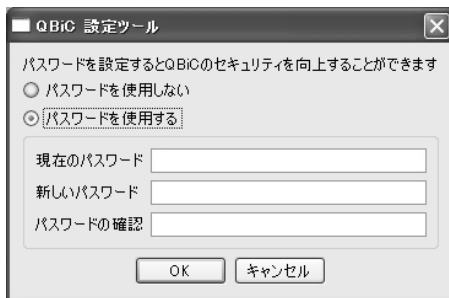 QBiC 設定ツール
パスワードを設定するとQBiCのセキュリティを向上することができます
パスワードを使用しない
パスワードを使用する
現在のパスワード
新しいパスワード
パスワードの確認
OK キャンセル